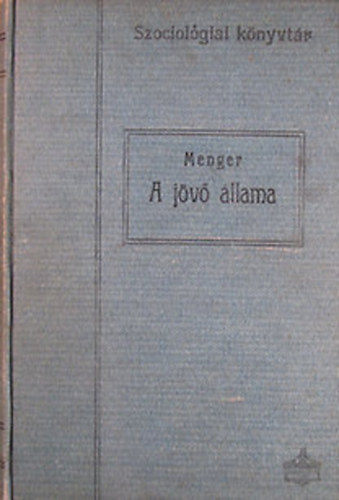 Szociológiai könyvtár
Menger
A jövő állama